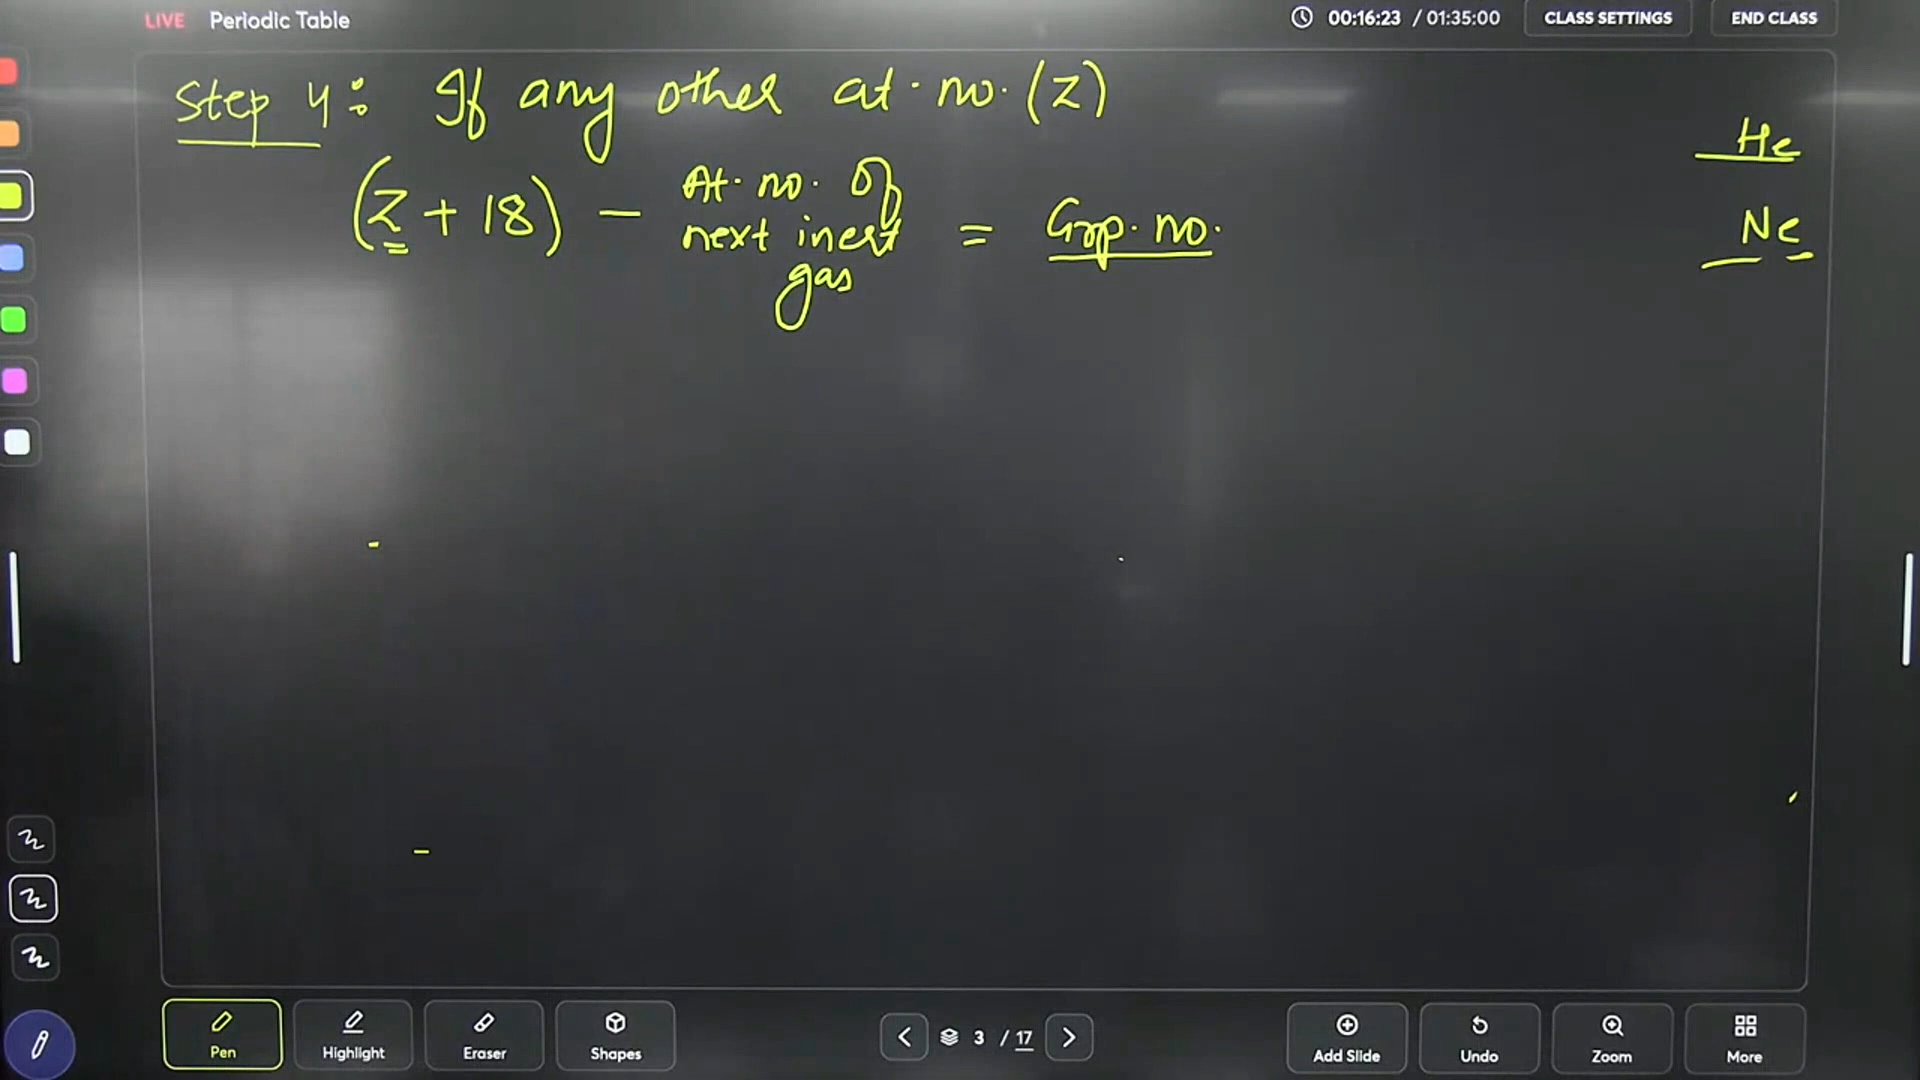 LIVE Periodic Table 00:16:23 / 01:35:00 CLASS SETTINGS END CLASS
Step 4: If any other at. no. (Z)
(Z + 18) - At. no. of next inert gas = Grp. no.
He
Ne
Pen Highlight Eraser Shapes 3 / 17 Add Slide Undo Zoom More